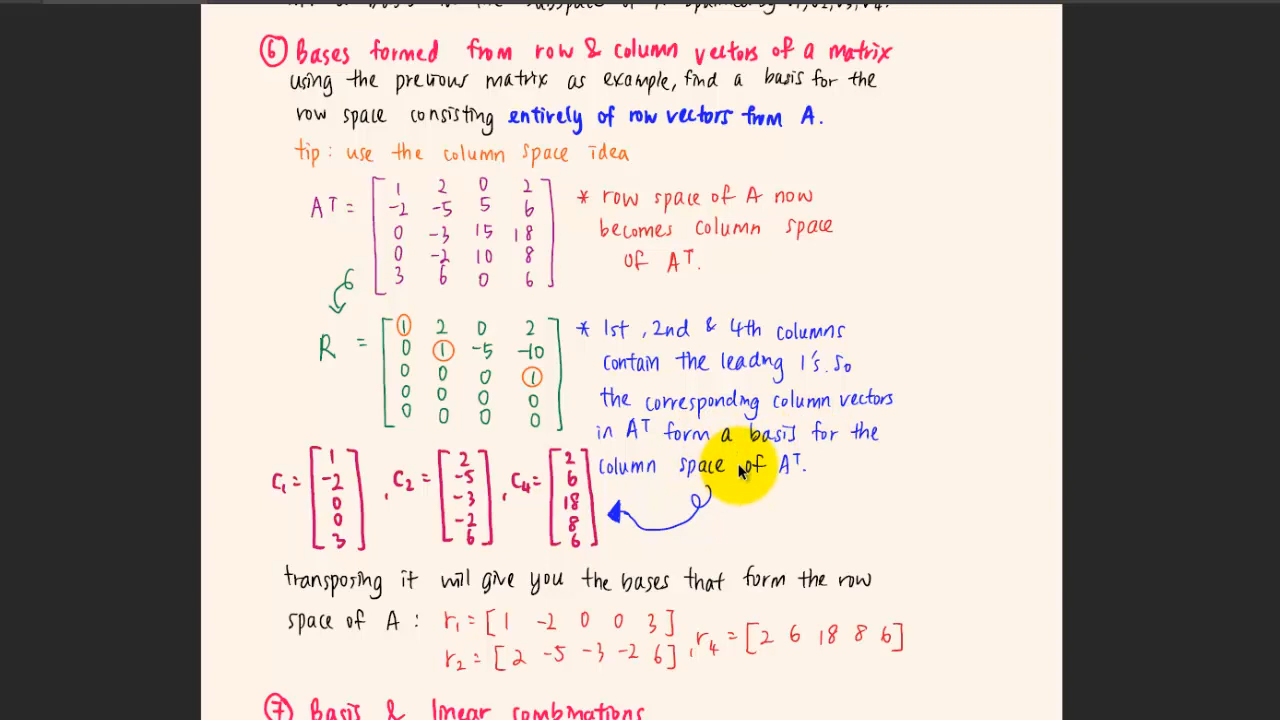 subspace of
spanned by v1, v2, v3, v4.
⑥ Bases formed from row & column vectors of a matrix
using the previous matrix as example, find a basis for the
row space consisting entirely of row vectors from A.
tip: use the column space idea
Aᵀ = [ 1 2 0 2
-2 -5 5 6
0 -3 15 18
0 -2 10 8
3 6 0 6 ]
* row space of A now
becomes column space
of Aᵀ.
R = [ 1 2 0 2
0 1 -5 -10
0 0 0 1
0 0 0 0
0 0 0 0 ]
* 1st, 2nd & 4th columns
contain the leading 1's. So
the corresponding column vectors
in Aᵀ form a basis for the
column space of Aᵀ.
C₁ = [ 1 -2 0 0 3 ], C₂ = [ 2 -5 -3 -2 6 ], C₄ = [ 2 6 18 8 6 ]
transposing it will give you the bases that form the row
space of A: r₁ = [ 1 -2 0 0 3 ]
r₂ = [ 2 -5 -3 -2 6 ], r₄ = [ 2 6 18 8 6 ]
⑦ Basis & linear combinations